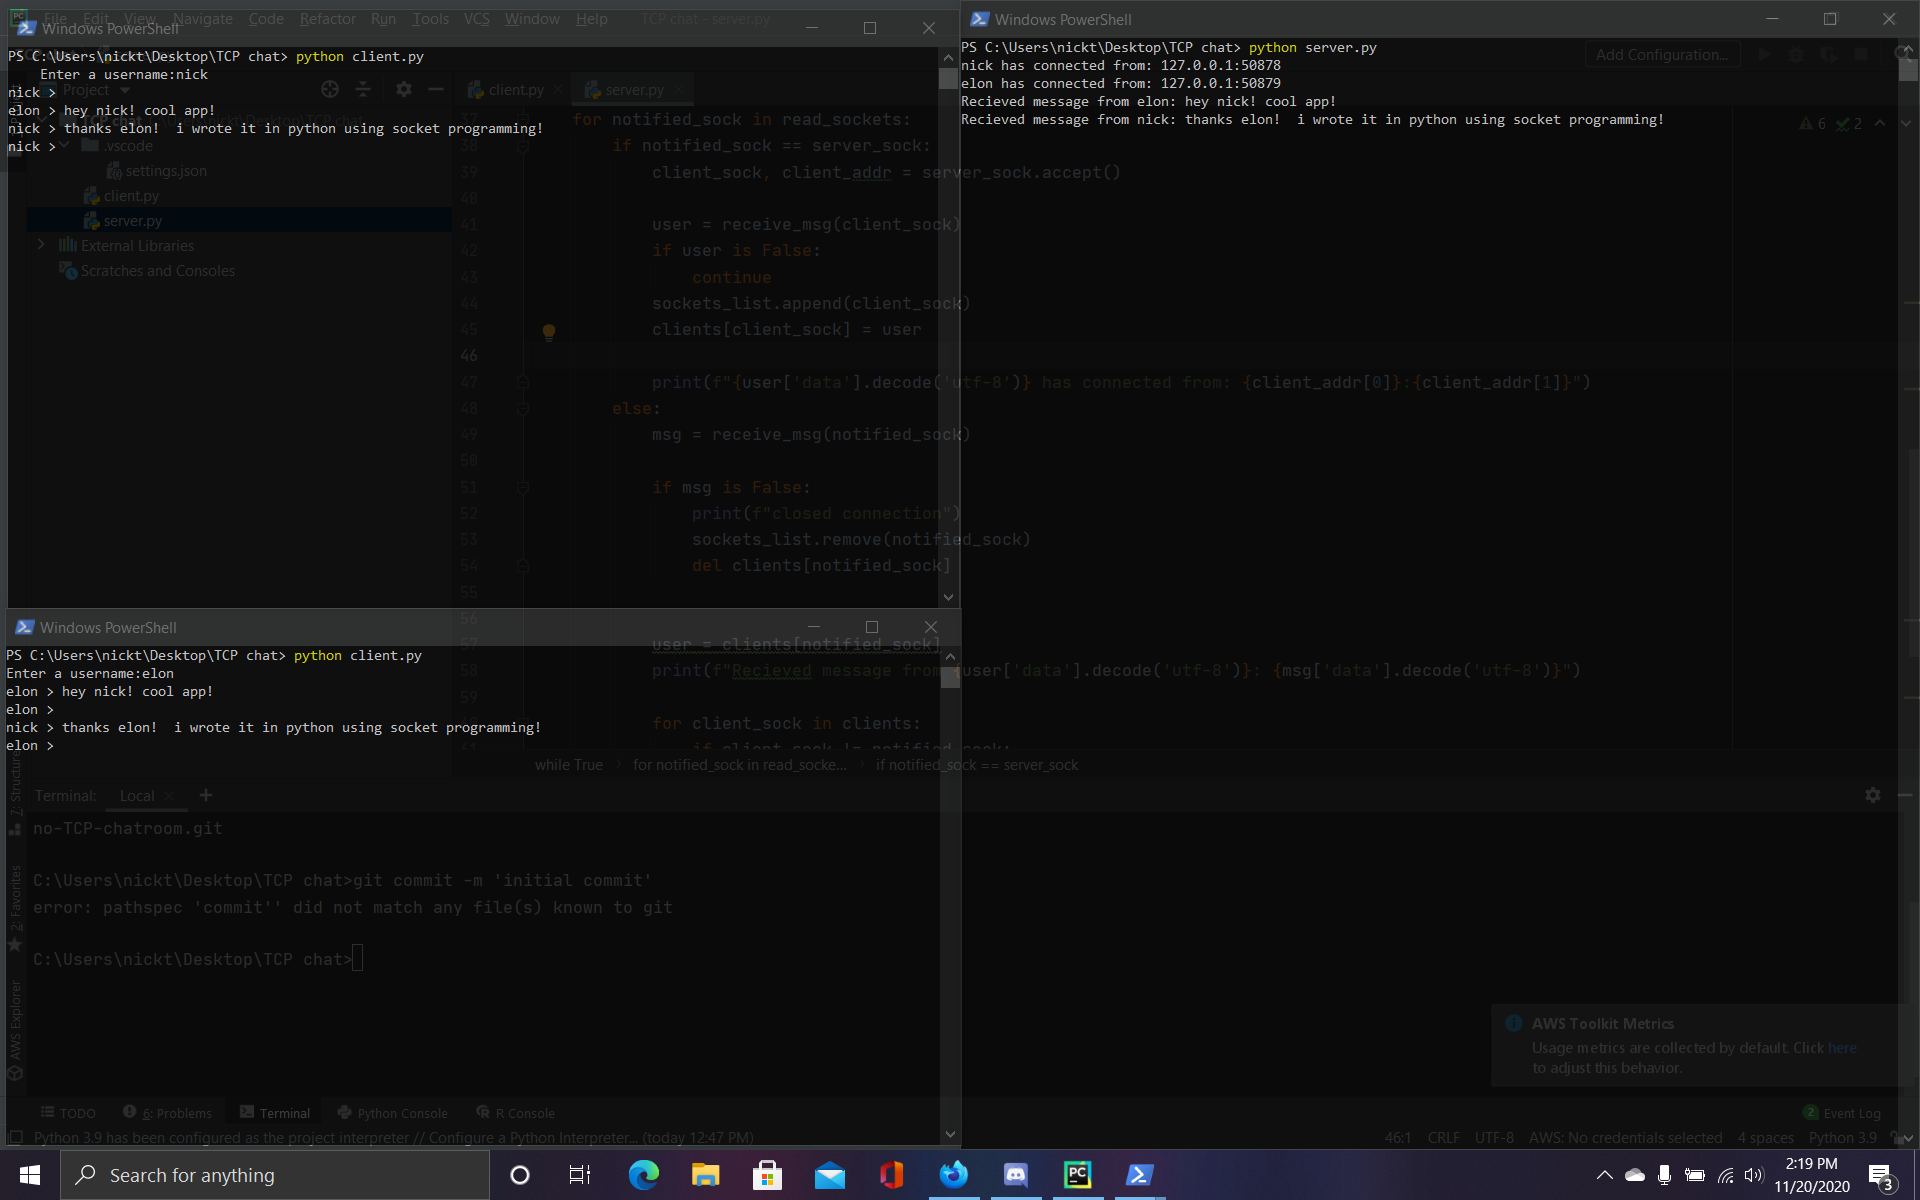 File Edit View Navigate Code Refactor Run Tools VCS Window Help TCP chat - server.py
Windows PowerShell
PS C:\Users\nickt\Desktop\TCP chat> python client.py
Enter a username:nick
nick >
elon > hey nick! cool app!
nick > thanks elon!  i wrote it in python using socket programming!
nick >
Windows PowerShell
PS C:\Users\nickt\Desktop\TCP chat> python server.py
nick has connected from: 127.0.0.1:50878
elon has connected from: 127.0.0.1:50879
Recieved message from elon: hey nick! cool app!
Recieved message from nick: thanks elon!  i wrote it in python using socket programming!
Add Configuration...
6 2
Project
TCP chat
.vscode
settings.json
client.py
server.py
External Libraries
Scratches and Consoles
client.py server.py
37 for notified_sock in read_sockets:
38 if notified_sock == server_sock:
39 client_sock, client_addr = server_sock.accept()
40
41 user = receive_msg(client_sock)
42 if user is False:
43 continue
44 sockets_list.append(client_sock)
45 clients[client_sock] = user
46
47 print(f"{user['data'].decode('utf-8')} has connected from: {client_addr[0]}:{client_addr[1]}")
48 else:
49 msg = receive_msg(notified_sock)
50
51 if msg is False:
52 print(f"closed connection")
53 sockets_list.remove(notified_sock)
54 del clients[notified_sock]
55
56
57 user = clients[notified_sock]
58 print(f"Recieved message from {user['data'].decode('utf-8')}: {msg['data'].decode('utf-8')}")
59
for client_sock in clients:
61 if client_sock != notified_sock:
while True for notified_sock in read_socke... if notified_sock == server_sock
Windows PowerShell
PS C:\Users\nickt\Desktop\TCP chat> python client.py
Enter a username:elon
elon > hey nick! cool app!
elon >
nick > thanks elon!  i wrote it in python using socket programming!
elon >
Z: Structure
2: Favorites
AWS Explorer
Terminal: Local +
no-TCP-chatroom.git
C:\Users\nickt\Desktop\TCP chat>git commit -m 'initial commit'
error: pathspec 'commit'' did not match any file(s) known to git
C:\Users\nickt\Desktop\TCP chat>
AWS Toolkit Metrics
Usage metrics are collected by default. Click here
to adjust this behavior.
TODO 6: Problems Terminal Python Console R Console
2 Event Log
Python 3.9 has been configured as the project interpreter // Configure a Python Interpreter... (today 12:47 PM)
46:1 CRLF UTF-8 AWS: No credentials selected 4 spaces Python 3.9
Search for anything
2:19 PM
11/20/2020
3